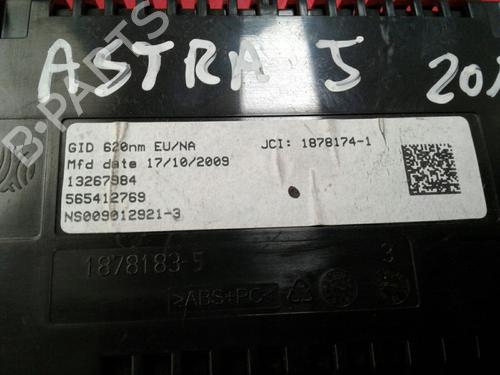 B-PARTS
ASTRA J
GID 620nm EU/NA JCI: 1878174-1
Mfd date 17/10/2009
13267984
565412769
NS009012921-3
1878183-5 3
>ABS+PC<